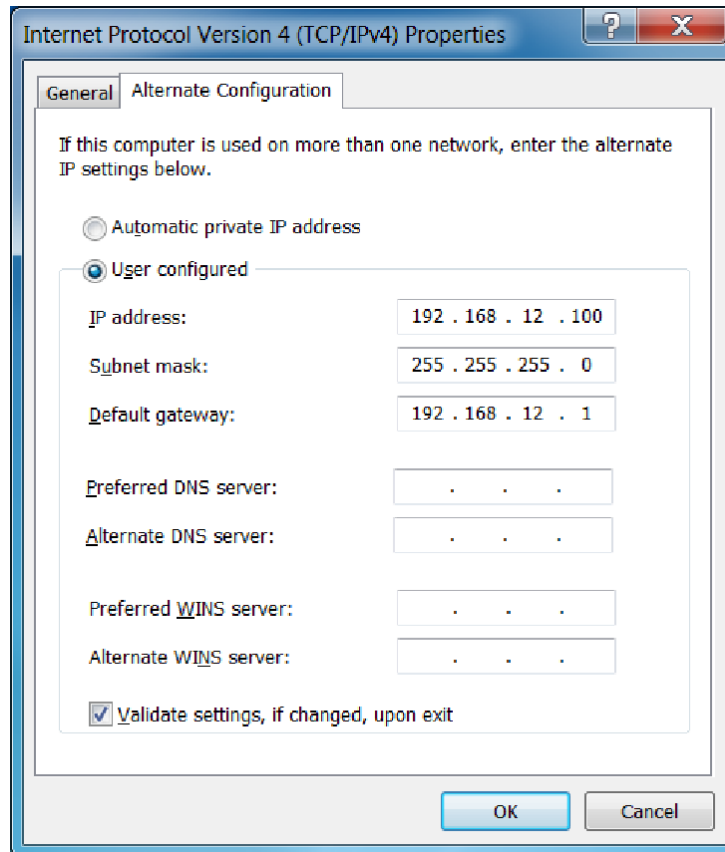 Internet Protocol Version 4 (TCP/IPv4) Properties
? X
General Alternate Configuration
If this computer is used on more than one network, enter the alternate
IP settings below.
Automatic private IP address
User configured
IP address: 192 . 168 . 12 . 100
Subnet mask: 255 . 255 . 255 . 0
Default gateway: 192 . 168 . 12 . 1
Preferred DNS server: . . .
Alternate DNS server: . . .
Preferred WINS server: . . .
Alternate WINS server: . . .
Validate settings, if changed, upon exit
OK Cancel